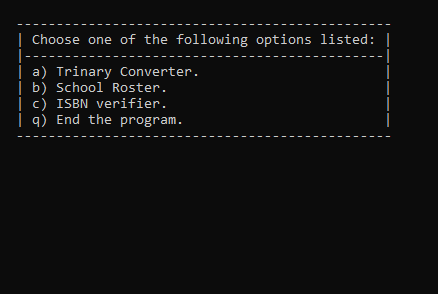 Choose one of the following options listed:
a) Trinary Converter.
b) School Roster.
c) ISBN verifier.
q) End the program.